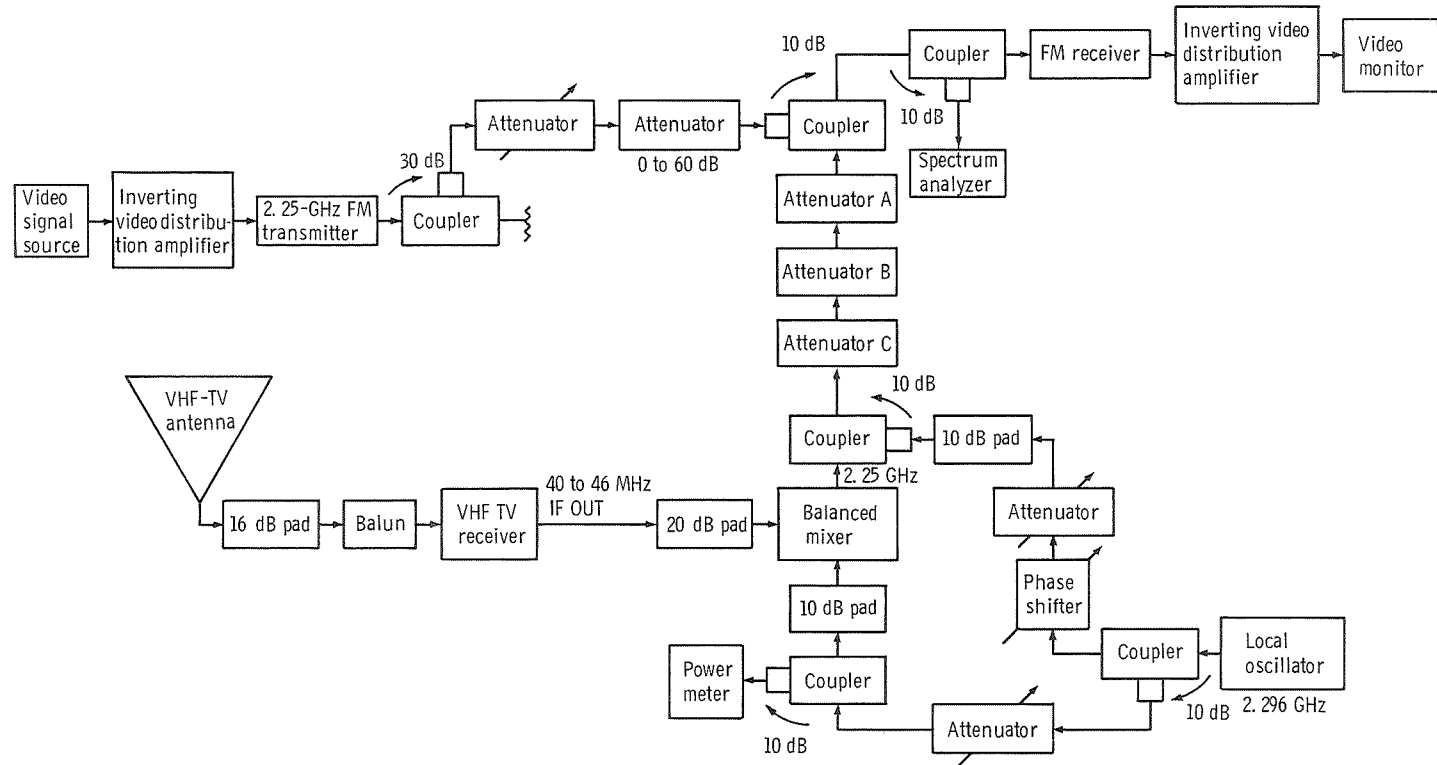 10 dB
Coupler
FM receiver
Inverting video
distribution
amplifier
Video
monitor
10 dB
Attenuator
Attenuator
0 to 60 dB
Coupler
Spectrum
analyzer
30 dB
Video
signal
source
Inverting
video distribu-
tion amplifier
2.25-GHz FM
transmitter
Coupler
Attenuator A
Attenuator B
Attenuator C
VHF-TV
antenna
10 dB
Coupler
10 dB pad
2.25 GHz
16 dB pad
Balun
VHF TV
receiver
40 to 46 MHz
IF OUT
20 dB pad
Balanced
mixer
Attenuator
Phase
shifter
10 dB pad
Power
meter
Coupler
10 dB
Attenuator
Coupler
10 dB
Local
oscillator
2.296 GHz